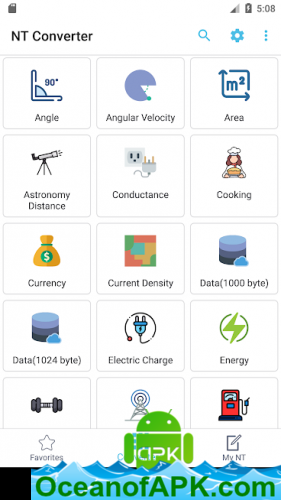 5:08
NT Converter
90°
m²
Angle
Angular Velocity
Area
Astronomy
Distance
Conductance
Cooking
$
Currency
Current Density
Data(1000 byte)
Data(1024 byte)
Electric Charge
Energy
Favorites
My NT
apk
OceanofAPK.com